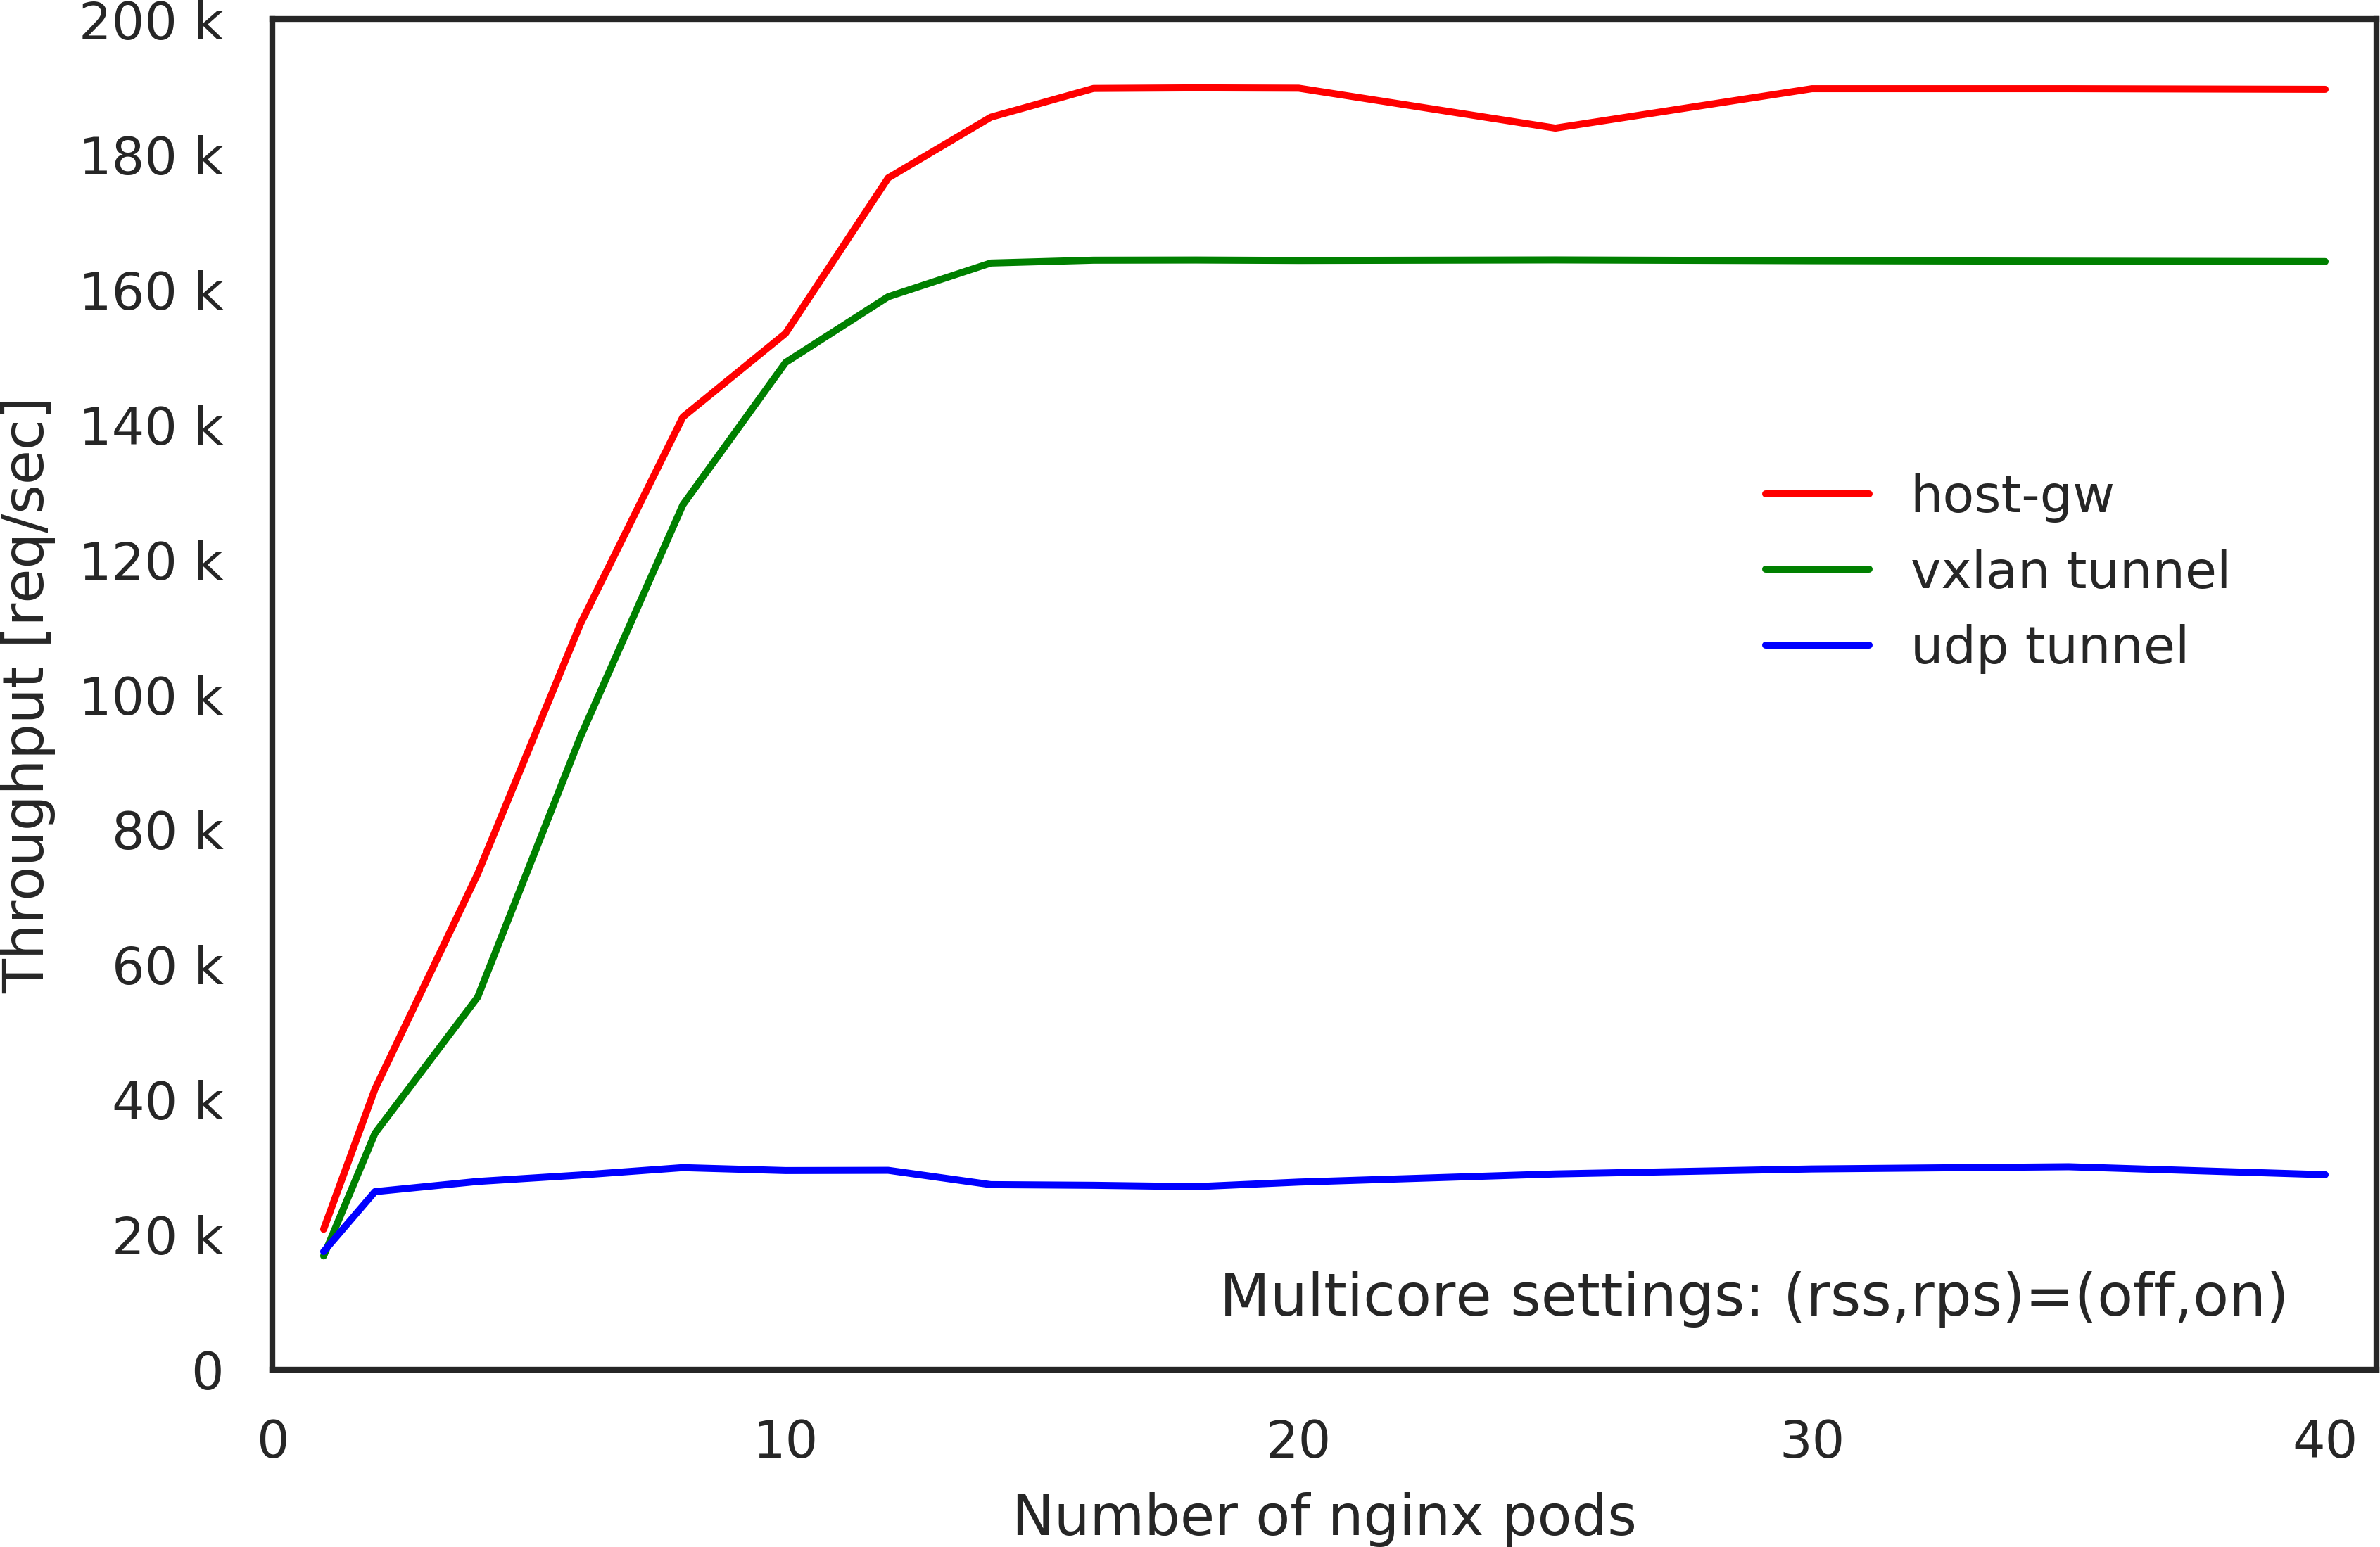 200 k
180 k
160 k
140 k
120 k
100 k
80 k
60 k
40 k
20 k
0
Throughput [req/sec]
host-gw
vxlan tunnel
udp tunnel
Multicore settings: (rss,rps)=(off,on)
0 10 20 30 40
Number of nginx pods